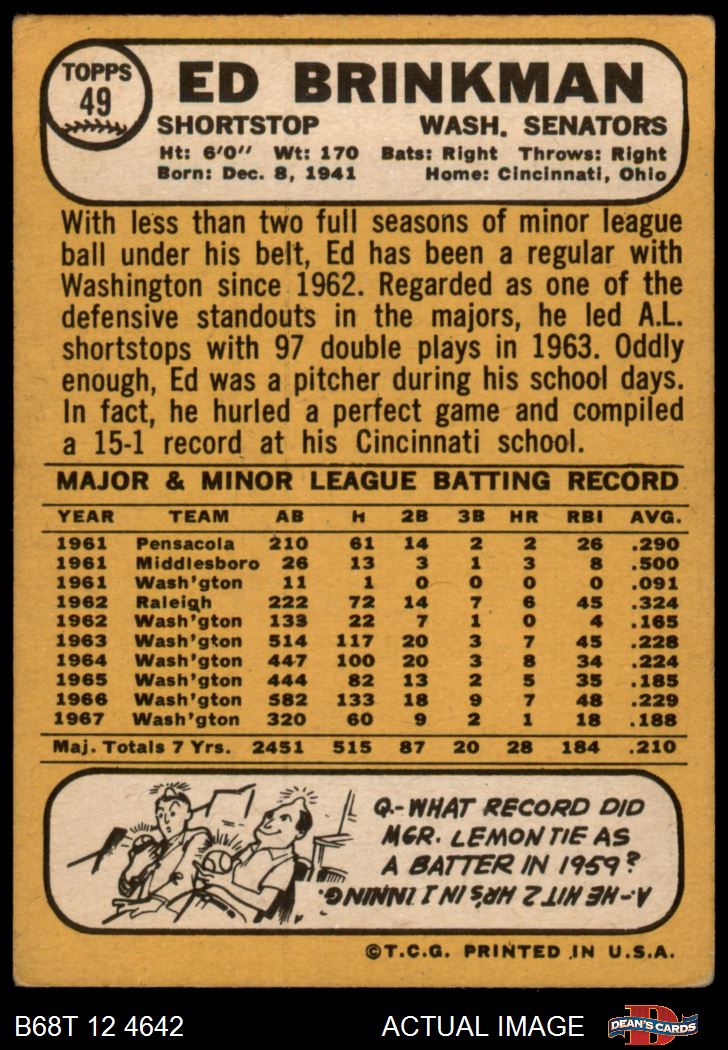 TOPPS
49
ED BRINKMAN
SHORTSTOP WASH. SENATORS
Ht: 6'0" Wt: 170 Bats: Right Throws: Right
Born: Dec. 8, 1941 Home: Cincinnati, Ohio
With less than two full seasons of minor league
ball under his belt, Ed has been a regular with
Washington since 1962. Regarded as one of the
defensive standouts in the majors, he led A.L.
shortstops with 97 double plays in 1963. Oddly
enough, Ed was a pitcher during his school days.
In fact, he hurled a perfect game and compiled
a 15-1 record at his Cincinnati school.
MAJOR & MINOR LEAGUE BATTING RECORD
YEAR TEAM AB H 2B 3B HR RBI AVG.
1961 Pensacola 210 61 14 2 2 26 .290
1961 Middlesboro 26 13 3 1 3 8 .500
1961 Wash'gton 11 1 0 0 0 0 .091
1962 Raleigh 222 72 14 7 6 45 .324
1962 Wash'gton 133 22 7 1 0 4 .165
1963 Wash'gton 514 117 20 3 7 45 .228
1964 Wash'gton 447 100 20 3 8 34 .224
1965 Wash'gton 444 82 13 2 5 35 .185
1966 Wash'gton 582 133 18 9 7 48 .229
1967 Wash'gton 320 60 9 2 1 18 .188
Maj. Totals 7 Yrs. 2451 515 87 20 28 184 .210
Q-WHAT RECORD DID
MGR. LEMON TIE AS
A BATTER IN 1959?
A-HE HIT 2 HR'S IN 1 INNING.
©T.C.G. PRINTED IN U.S.A.
B68T 12 4642 ACTUAL IMAGE D DEAN'S CARDS